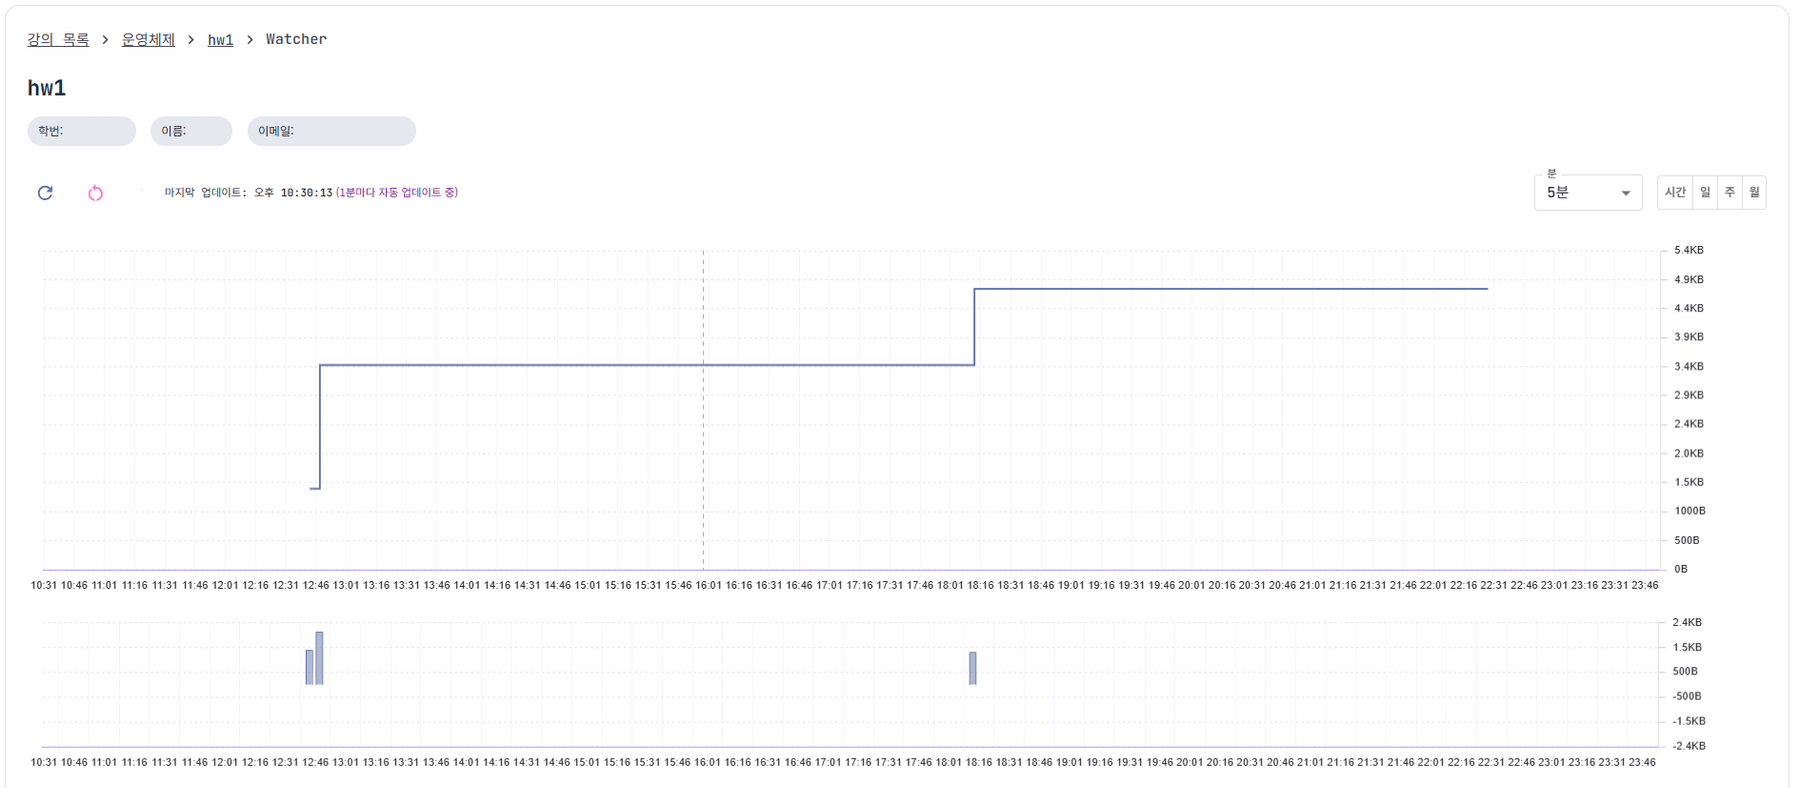 강의 목록 > 운영체제 > hw1 > Watcher
hw1
학번: 이름: 이메일:
마지막 업데이트: 오후 10:30:13 (1분마다 자동 업데이트 중)
분
5분
시간 일 주 월
5.4KB
4.9KB
4.4KB
3.9KB
3.4KB
2.9KB
2.4KB
2.0KB
1.5KB
1000B
500B
0B
10:31 10:46 11:01 11:16 11:31 11:46 12:01 12:16 12:31 12:46 13:01 13:16 13:31 13:46 14:01 14:16 14:31 14:46 15:01 15:16 15:31 15:46 16:01 16:16 16:31 16:46 17:01 17:16 17:31 17:46 18:01 18:16 18:31 18:46 19:01 19:16 19:31 19:46 20:01 20:16 20:31 20:46 21:01 21:16 21:31 21:46 22:01 22:16 22:31 22:46 23:01 23:16 23:31 23:46
2.4KB
1.5KB
500B
-500B
-1.5KB
-2.4KB
10:31 10:46 11:01 11:16 11:31 11:46 12:01 12:16 12:31 12:46 13:01 13:16 13:31 13:46 14:01 14:16 14:31 14:46 15:01 15:16 15:31 15:46 16:01 16:16 16:31 16:46 17:01 17:16 17:31 17:46 18:01 18:16 18:31 18:46 19:01 19:16 19:31 19:46 20:01 20:16 20:31 20:46 21:01 21:16 21:31 21:46 22:01 22:16 22:31 22:46 23:01 23:16 23:31 23:46